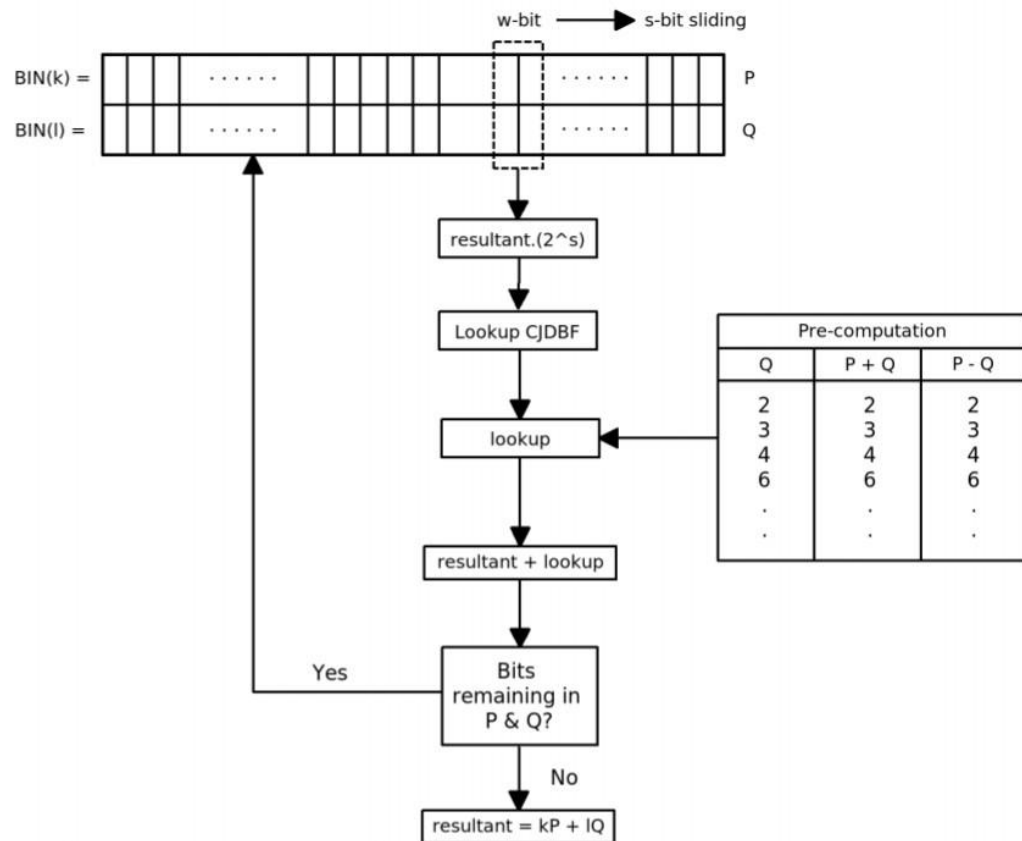 w-bit s-bit sliding
BIN(k) = · · · · · · · · · · · · P
BIN(l) = · · · · · · · · · · · · Q
resultant.(2^s)
Lookup CJDBF
Pre-computation
Q P + Q P - Q
2 2 2
3 3 3
lookup
4 4 4
6 6 6
. . .
. . .
resultant + lookup
Yes
Bits
remaining in
P & Q?
No
resultant = kP + lQ